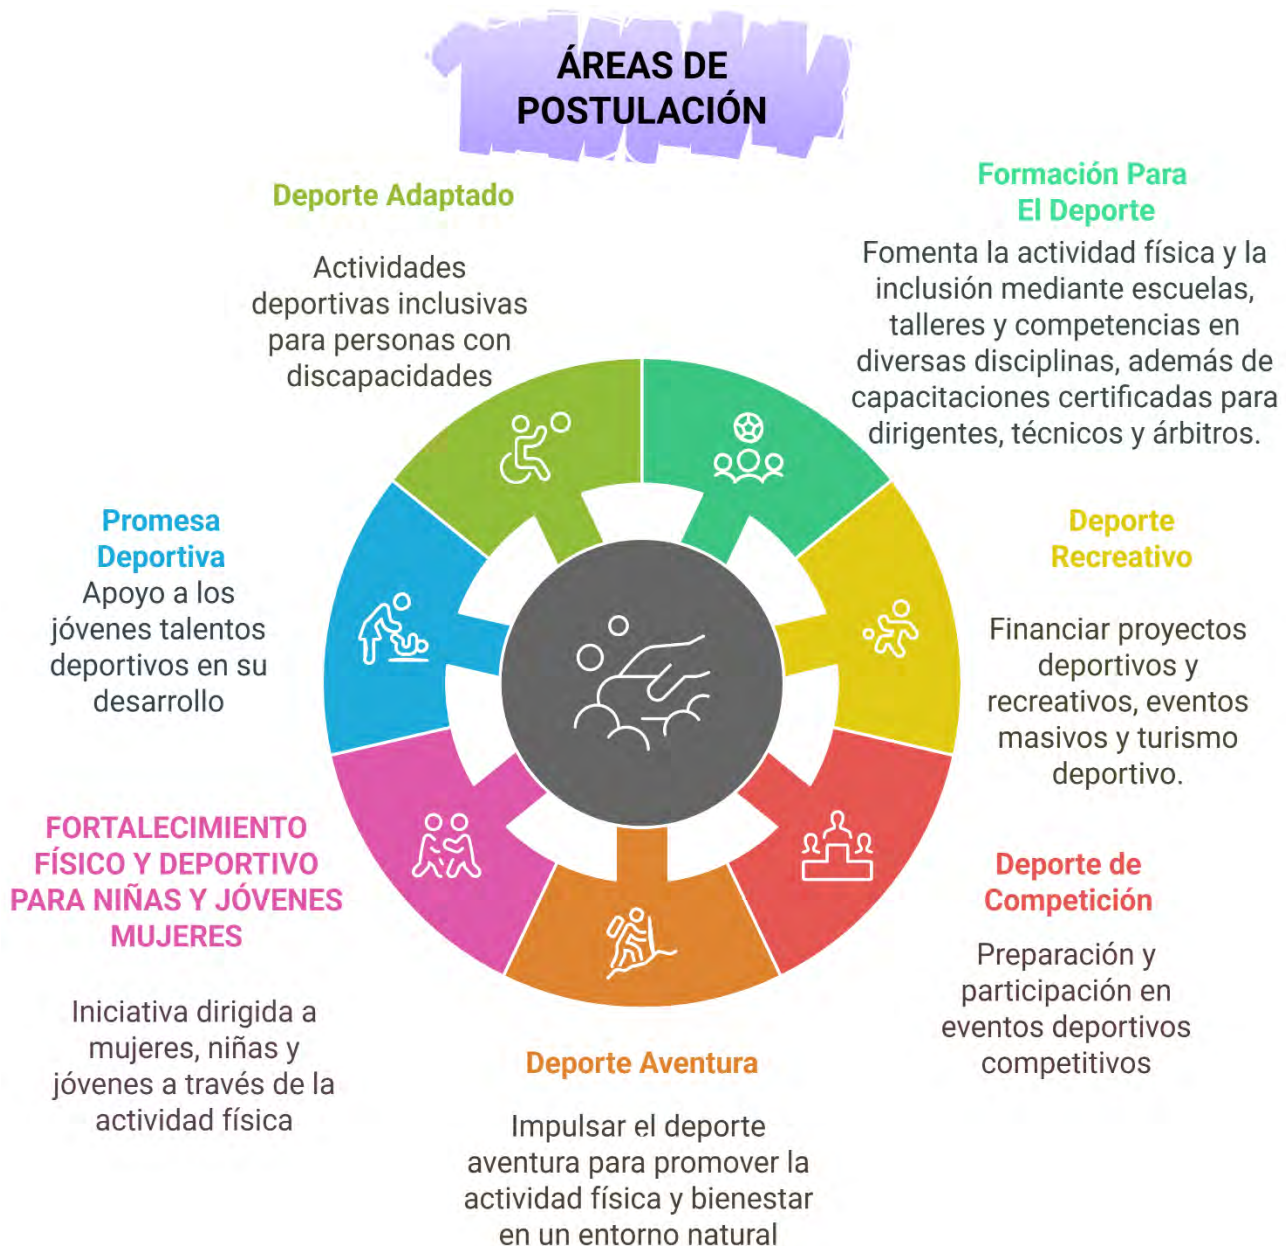 ÁREAS DE
POSTULACIÓN
Formación Para
El Deporte
Fomenta la actividad física y la
inclusión mediante escuelas,
talleres y competencias en
diversas disciplinas, además de
capacitaciones certificadas para
dirigentes, técnicos y árbitros.
Deporte
Recreativo
Financiar proyectos
deportivos y
recreativos, eventos
masivos y turismo
deportivo.
Deporte de
Competición
Preparación y
participación en
eventos deportivos
competitivos
Deporte Aventura
Impulsar el deporte
aventura para promover la
actividad física y bienestar
en un entorno natural
FORTALECIMIENTO
FÍSICO Y DEPORTIVO
PARA NIÑAS Y JÓVENES
MUJERES
Iniciativa dirigida a
mujeres, niñas y
jóvenes a través de la
actividad física
Promesa
Deportiva
Apoyo a los
jóvenes talentos
deportivos en su
desarrollo
Deporte Adaptado
Actividades
deportivas inclusivas
para personas con
discapacidades